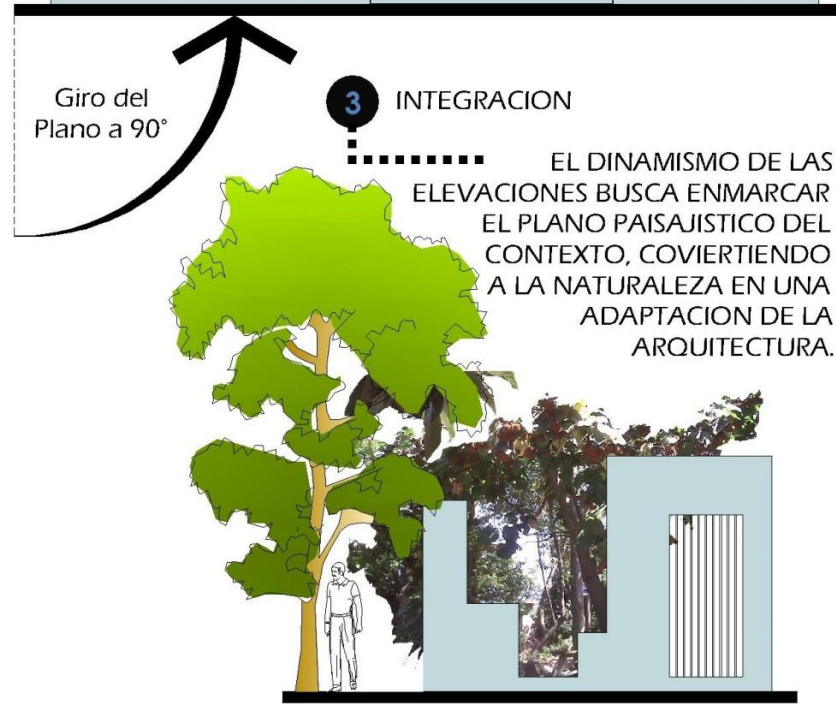 Giro del
Plano a 90°
3 INTEGRACION
EL DINAMISMO DE LAS
ELEVACIONES BUSCA ENMARCAR
EL PLANO PAISAJISTICO DEL
CONTEXTO, COVIERTIENDO
A LA NATURALEZA EN UNA
ADAPTACION DE LA
ARQUITECTURA.